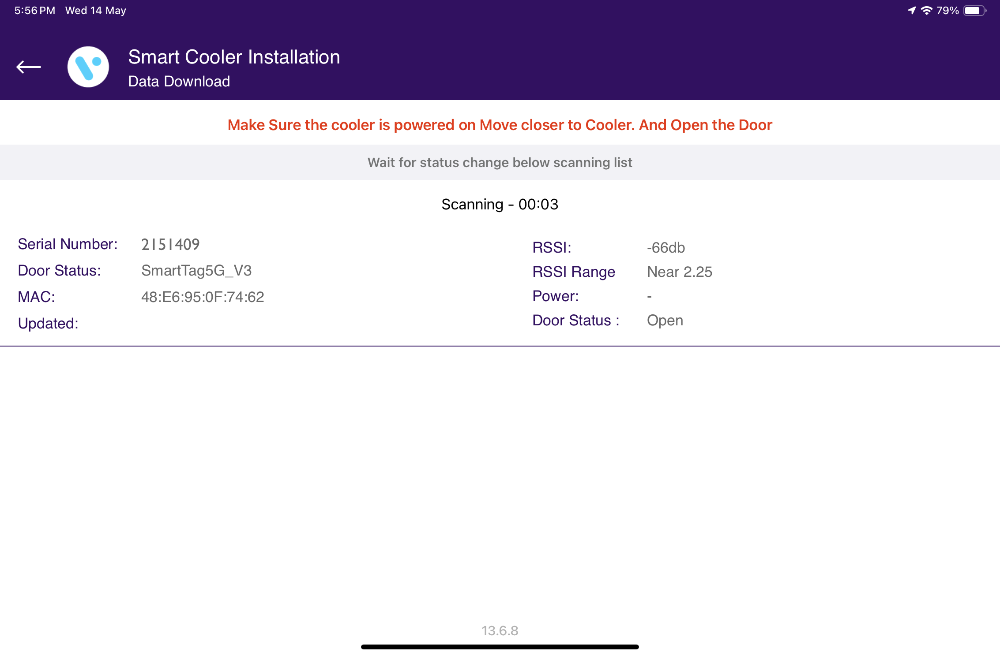 5:56 PM Wed 14 May 79%
Smart Cooler Installation
Data Download
Make Sure the cooler is powered on Move closer to Cooler. And Open the Door
Wait for status change below scanning list
Scanning - 00:03
Serial Number: 2151409
Door Status: SmartTag5G_V3
MAC: 48:E6:95:0F:74:62
Updated:
RSSI: -66db
RSSI Range Near 2.25
Power: -
Door Status : Open
13.6.8